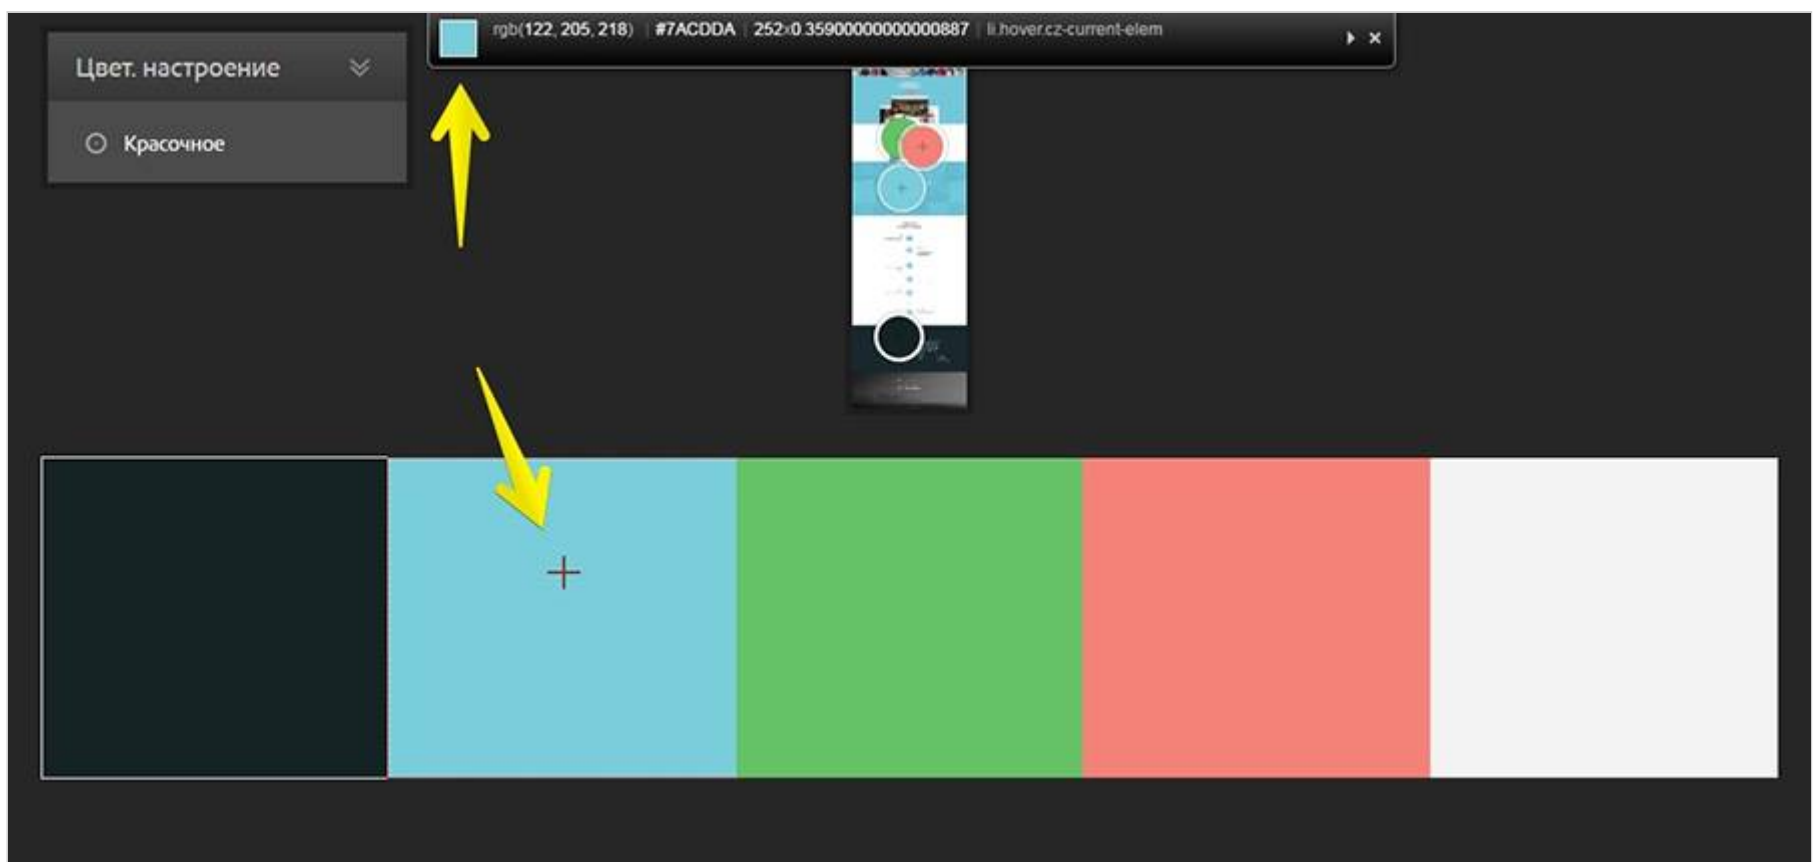 rgb(122, 205, 218) | #7ACDDA | 252x0.35900000000000887 | li.hover.cz-current-elem
Цвет. настроение
Красочное